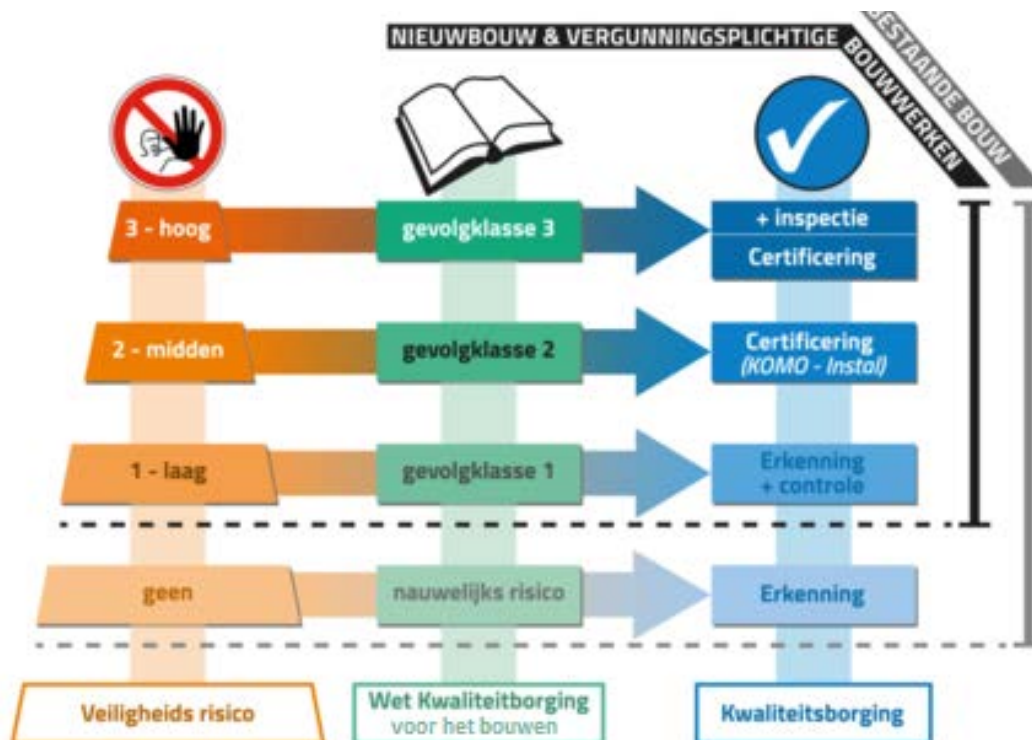 NIEUWBOUW & VERGUNNINGSPLICHTIGE
BOUWWERKEN
BESTAANDE BOUW
3 - hoog
gevolgklasse 3
+ inspectie
Certificering
2 - midden
gevolgklasse 2
Certificering
(KOMO - Instal)
1 - laag
gevolgklasse 1
Erkenning
+ controle
geen
nauwelijks risico
Erkenning
Veiligheids risico
Wet Kwaliteitborging
voor het bouwen
Kwaliteitsborging